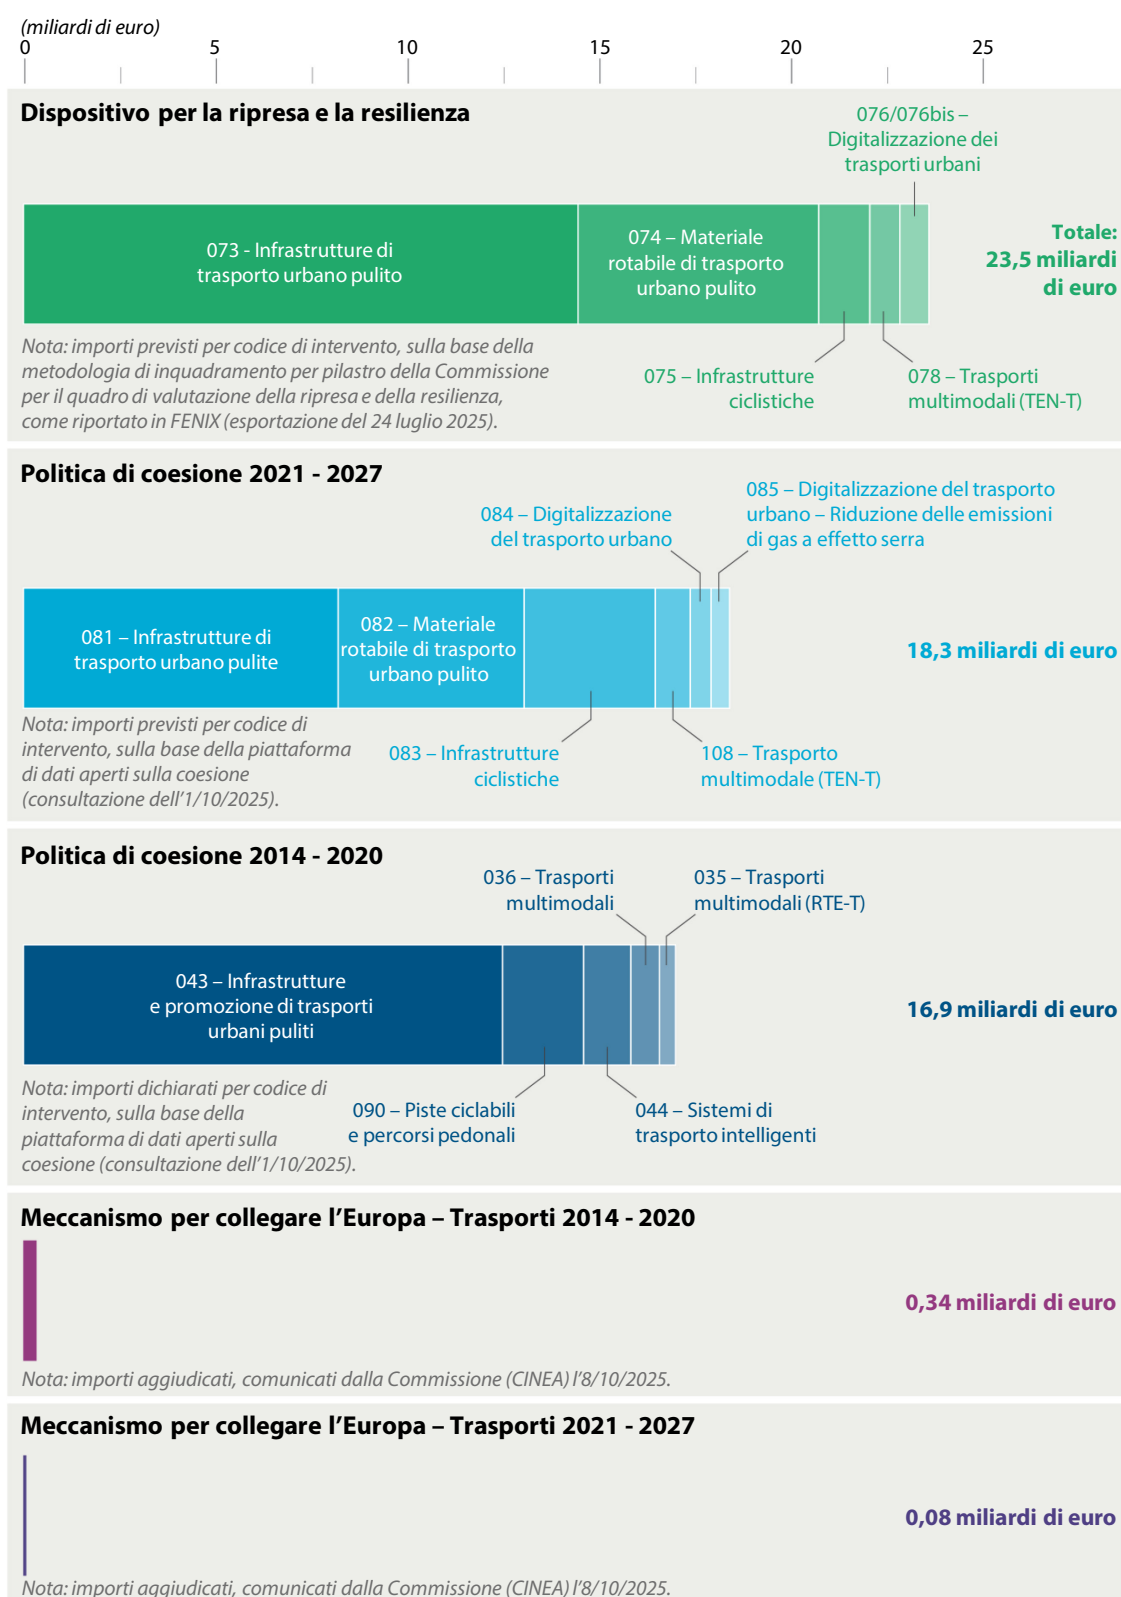 (miliardi di euro)
0 5 10 15 20 25
Dispositivo per la ripresa e la resilienza
076/076bis –
Digitalizzazione dei
trasporti urbani
073 - Infrastrutture di
trasporto urbano pulito
074 – Materiale
rotabile di trasporto
urbano pulito
Totale:
23,5 miliardi
di euro
Nota: importi previsti per codice di intervento, sulla base della
metodologia di inquadramento per pilastro della Commissione
per il quadro di valutazione della ripresa e della resilienza,
come riportato in FENIX (esportazione del 24 luglio 2025).
075 – Infrastrutture
ciclistiche
078 – Trasporti
multimodali (TEN-T)
Politica di coesione 2021 - 2027
084 – Digitalizzazione
del trasporto urbano
085 – Digitalizzazione del trasporto
urbano – Riduzione delle emissioni
di gas a effetto serra
081 – Infrastrutture di
trasporto urbano pulite
082 – Materiale
rotabile di trasporto
urbano pulito
18,3 miliardi di euro
Nota: importi previsti per codice di
intervento, sulla base della piattaforma
di dati aperti sulla coesione
(consultazione dell'1/10/2025).
083 – Infrastrutture
ciclistiche
108 – Trasporto
multimodale (TEN-T)
Politica di coesione 2014 - 2020
036 – Trasporti
multimodali
035 – Trasporti
multimodali (RTE-T)
043 – Infrastrutture
e promozione di trasporti
urbani puliti
16,9 miliardi di euro
Nota: importi dichiarati per codice di
intervento, sulla base della
piattaforma di dati aperti sulla
coesione (consultazione dell'1/10/2025).
090 – Piste ciclabili
e percorsi pedonali
044 – Sistemi di
trasporto intelligenti
Meccanismo per collegare l'Europa – Trasporti 2014 - 2020
0,34 miliardi di euro
Nota: importi aggiudicati, comunicati dalla Commissione (CINEA) l'8/10/2025.
Meccanismo per collegare l'Europa – Trasporti 2021 - 2027
0,08 miliardi di euro
Nota: importi aggiudicati, comunicati dalla Commissione (CINEA) l'8/10/2025.